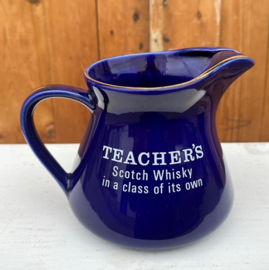 TEACHER'S
Scotch Whisky
in a class of its own